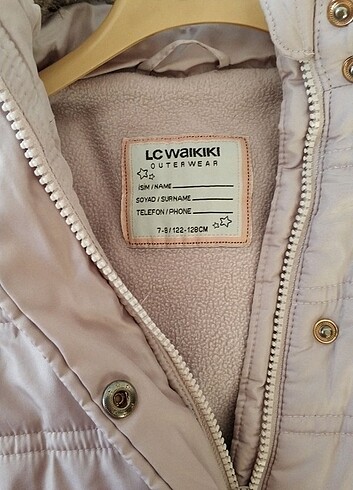 LC WAIKIKI
OUTERWEAR
İSİM / NAME
SOYAD / SURNAME
TELEFON / PHONE
7-8 / 122-128CM